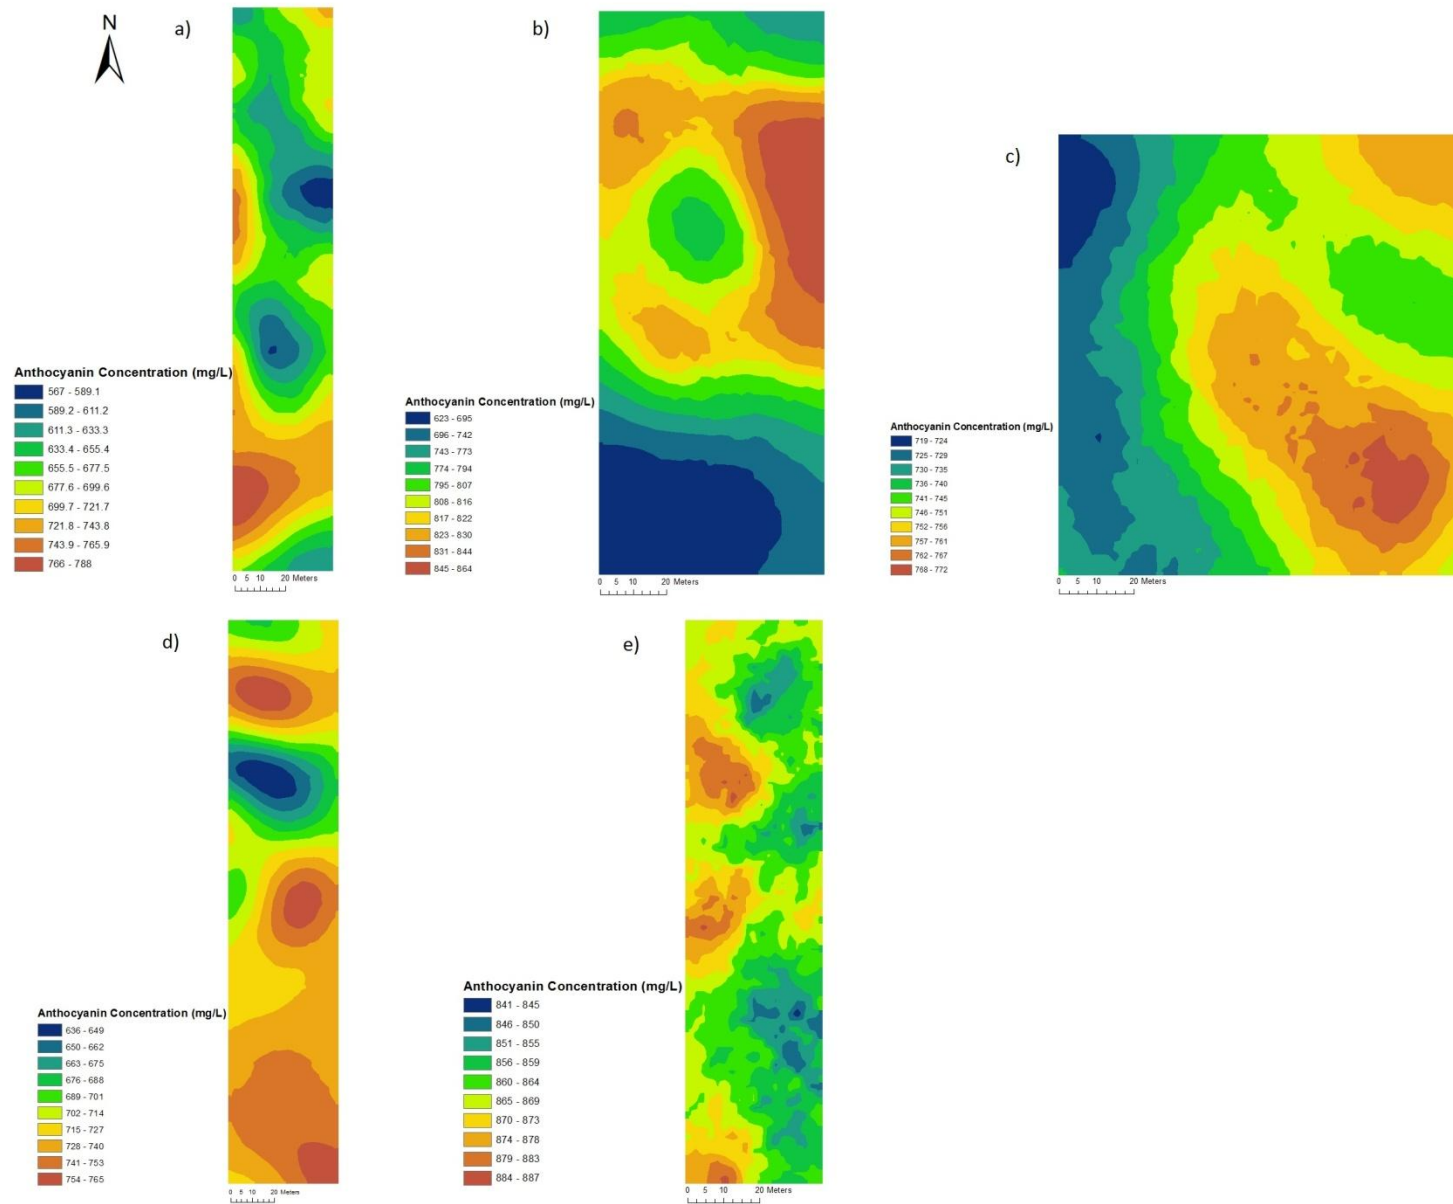 N
a)
Anthocyanin Concentration (mg/L)
567 - 589.1
589.2 - 611.2
611.3 - 633.3
633.4 - 655.4
655.5 - 677.5
677.6 - 699.6
699.7 - 721.7
721.8 - 743.8
743.9 - 765.9
766 - 788
0 5 10 20 Meters
b)
Anthocyanin Concentration (mg/L)
623 - 695
696 - 742
743 - 773
774 - 794
795 - 807
808 - 816
817 - 822
823 - 830
831 - 844
845 - 864
0 5 10 20 Meters
c)
Anthocyanin Concentration (mg/L)
719 - 724
725 - 729
730 - 735
736 - 740
741 - 745
746 - 751
752 - 756
757 - 761
762 - 767
768 - 772
0 5 10 20 Meters
d)
Anthocyanin Concentration (mg/L)
636 - 649
650 - 662
663 - 675
676 - 688
689 - 701
702 - 714
715 - 727
728 - 740
741 - 753
754 - 765
0 5 10 20 Meters
e)
Anthocyanin Concentration (mg/L)
841 - 845
846 - 850
851 - 855
856 - 859
860 - 864
865 - 869
870 - 873
874 - 878
879 - 883
884 - 887
0 5 10 20 Meters